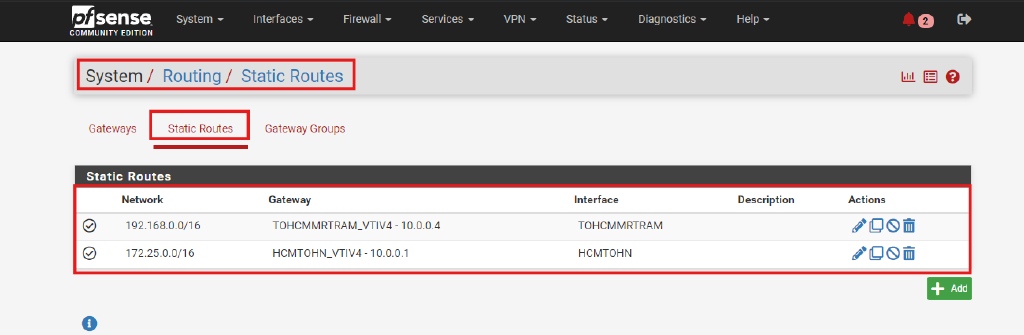 pfsense
COMMUNITY EDITION
System Interfaces Firewall Services VPN Status Diagnostics Help 2
System / Routing / Static Routes
Gateways Static Routes Gateway Groups
Static Routes
Network Gateway Interface Description Actions
192.168.0.0/16 TOHCMMRTRAM_VTIV4 - 10.0.0.4 TOHCMMRTRAM
172.25.0.0/16 HCMTOHN_VTIV4 - 10.0.0.1 HCMTOHN
Add